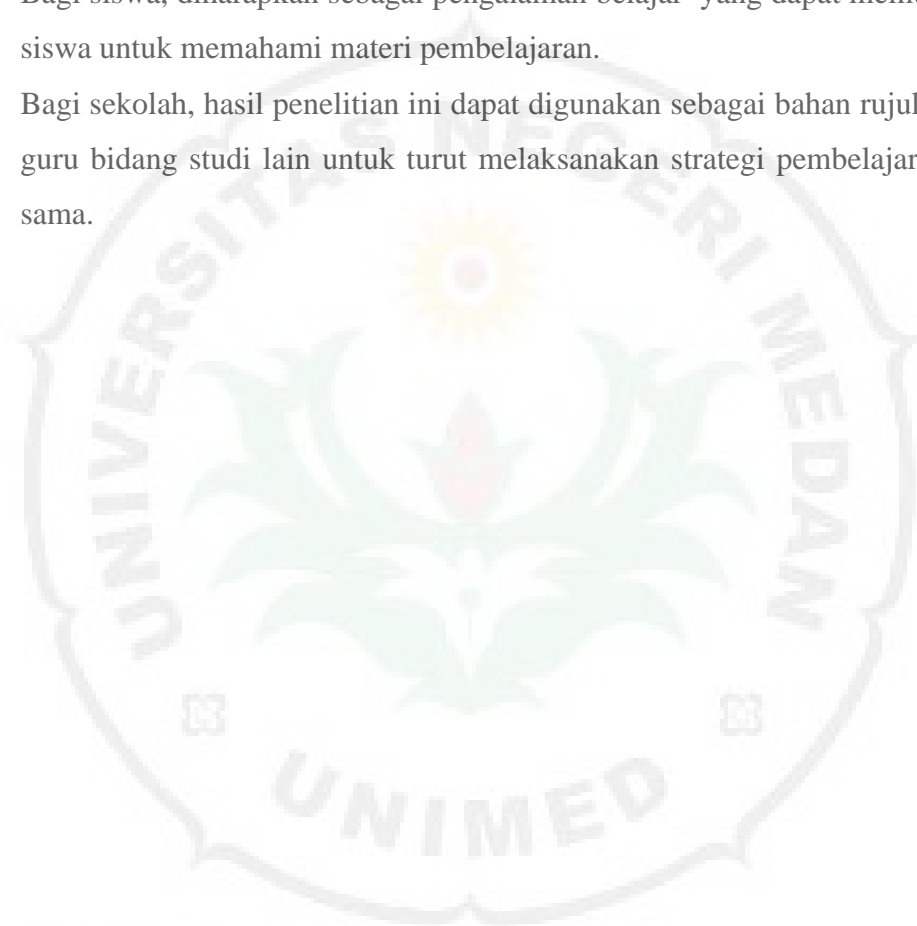 Bagi siswa, diharapkan sebagai pengalaman belajar yang dapat
siswa untuk memahami materi pembelajaran.
Bagi sekolah, hasil penelitian ini dapat digunakan sebagai bahan
guru bidang studi lain untuk turut melaksanakan strategi
sama.
UNIVERSITAS NEGERI MEDAN
UNIMED